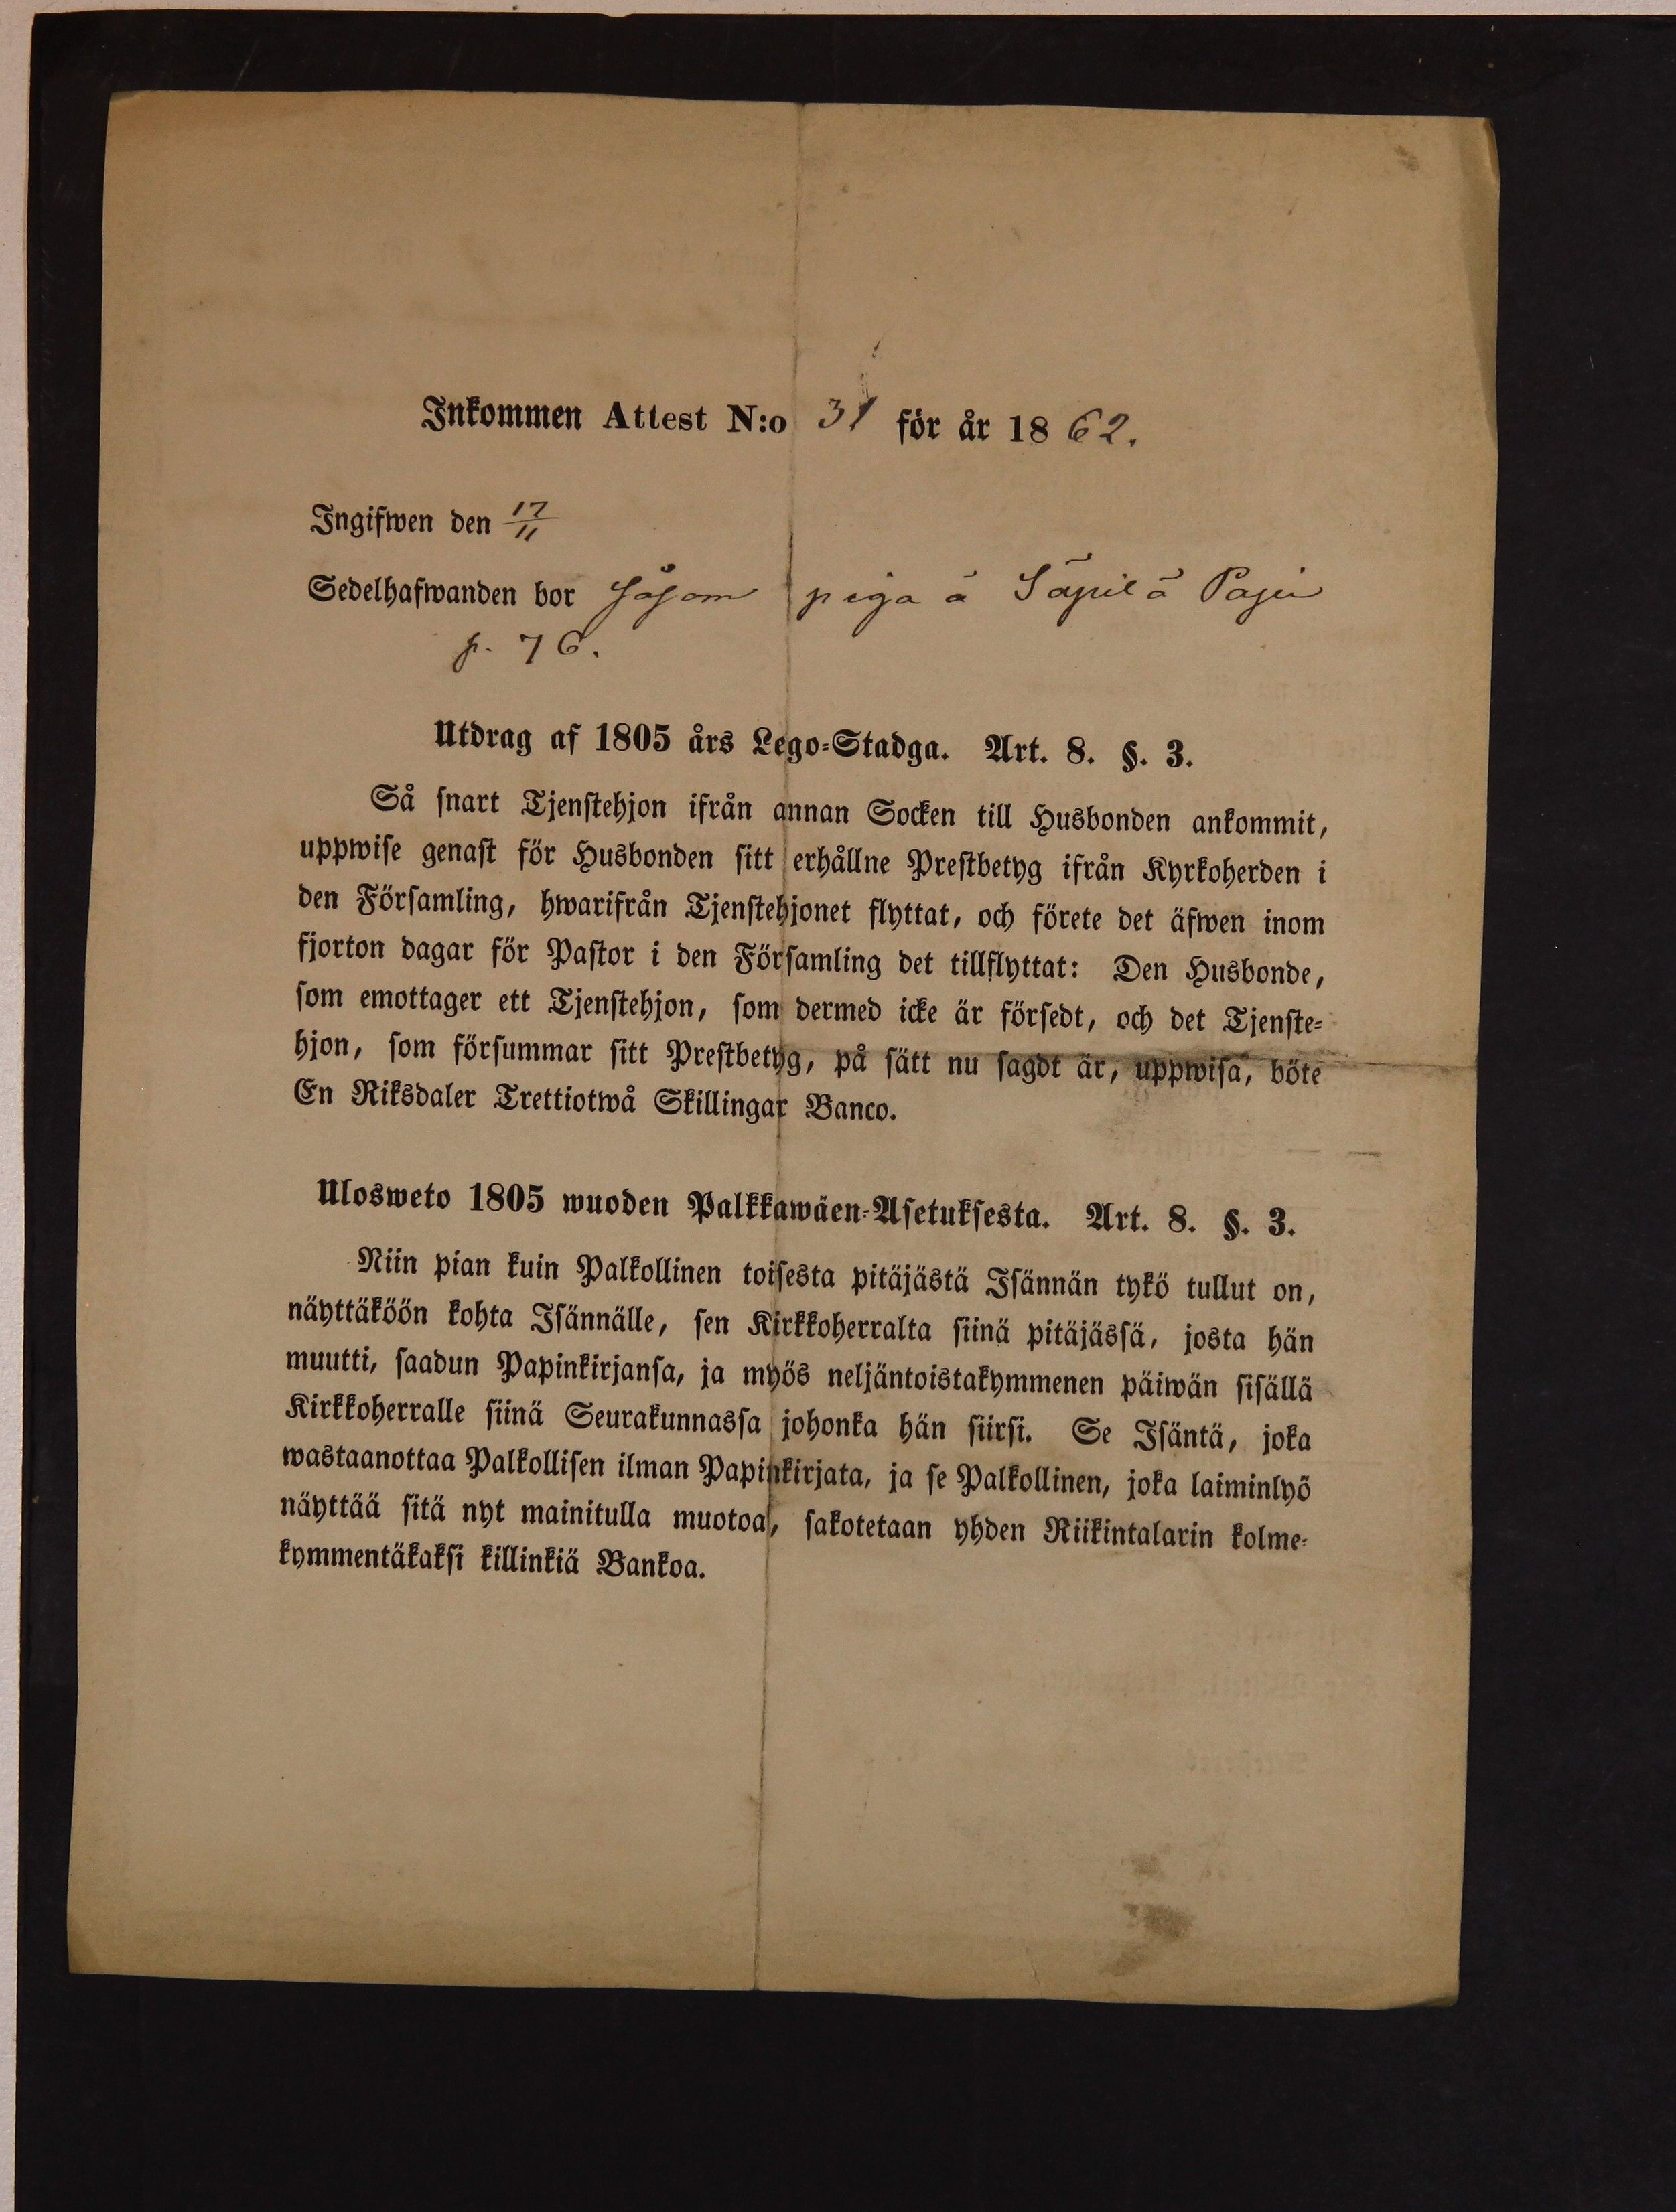 Inkommen Attest N:o 31 för år 1862.
Ingifwen den 17/11
Sedelhafwanden bor såsom piga å Säpilä Paju
p. 76.
Utdrag af 1805 års Lego-Stadga. Art. 8. §. 3.
Så snart Tjenstehjon ifrån annan Socken till Husbonden ankommit,
uppwise genast för Husbonden sitt erhållne Prestbetyg ifrån Kyrkoherden i
den Församling, hwarifrån Tjenstehjonet flyttat, och förete det äfwen inom
fjorton dagar för Pastor i den Församling det tillflyttat: Den Husbonde,
som emottager ett Tjenstehjon, som dermed icke är försedt, och det Tjenste-
hjon, som försummar sitt Prestbetyg, på sätt nu sagdt är, uppwisa, böte
En Riksdaler Trettiotwå Skillingar Banco.
Ulosweto 1805 wuoden Palkkawäen-Asetuksesta. Art. 8. §. 3.
Niin pian kuin Palkollinen toisesta pitäjästä Isännän tykö tullut on,
näyttäköön kohta Isännälle, sen Kirkkoherralta siinä pitäjässä, josta hän
muutti, saadun Papinkirjansa, ja myös neljäntoistakymmenen päiwän sisällä
Kirkkoherralle siinä Seurakunnassa johonka hän siirsi. Se Isäntä, joka
wastaanottaa Palkollisen ilman Papinkirjata, ja se Palkollinen, joka laiminlyö
näyttää sitä nyt mainitulla muotoa, sakotetaan yhden Riikintalarin kolme-
kymmentäkaksi killinkiä Bankoa.